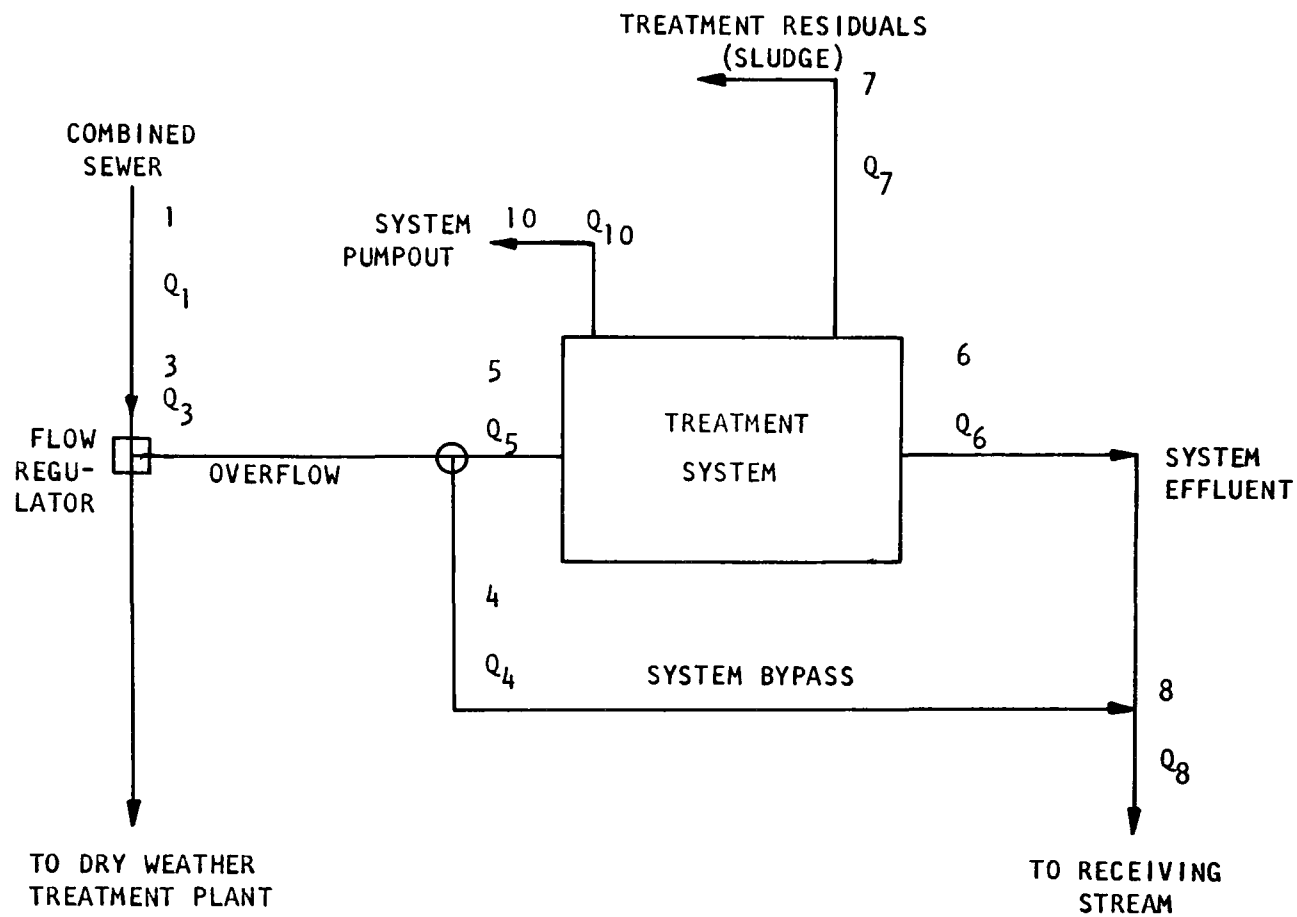 TREATMENT RESIDUALS
(SLUDGE)
7
Q7
COMBINED
SEWER
1
Q1
3
Q3
SYSTEM
PUMPOUT
10
Q10
FLOW
REGU-
LATOR
OVERFLOW
5
Q5
TREATMENT
SYSTEM
6
Q6
SYSTEM
EFFLUENT
4
Q4
SYSTEM BYPASS
8
Q8
TO DRY WEATHER
TREATMENT PLANT
TO RECEIVING
STREAM